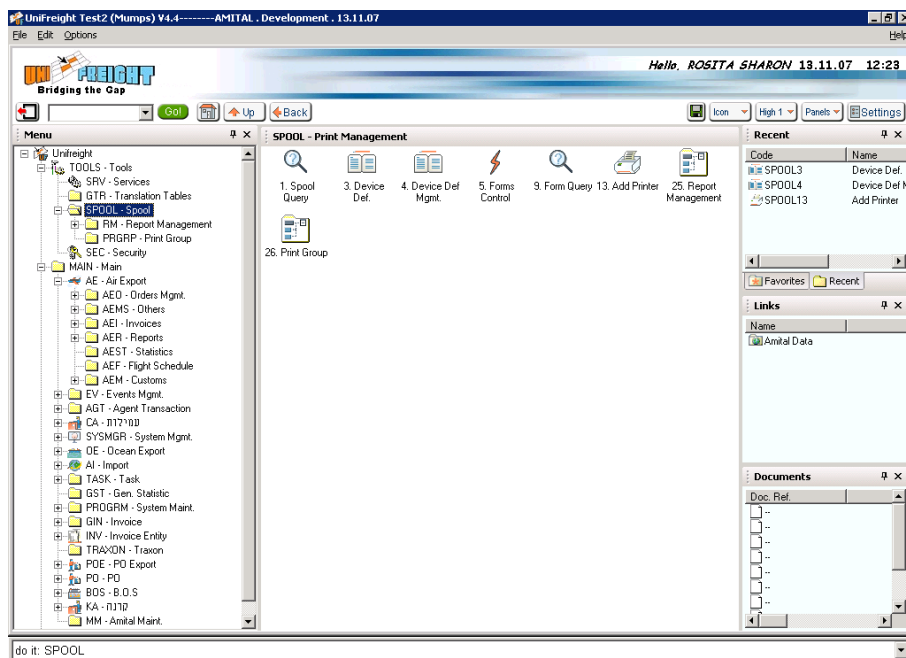 UniFreight Test2 (Mumps) V4.4--------AMITAL . Development . 13.11.07
File Edit Options Help
UNI FREIGHT
Bridging the Gap
Hello, ROSITA SHARON 13.11.07 12:23
Go! Up Back Icon High 1 Panels Settings
Menu
Unifreight
TOOLS - Tools
SRV - Services
GTR - Translation Tables
SPOOL - Spool
RM - Report Management
PRGRP - Print Group
SEC - Security
MAIN - Main
AE - Air Export
AEO - Orders Mgmt.
AEMS - Others
AEI - Invoices
AER - Reports
AEST - Statistics
AEF - Flight Schedule
AEM - Customs
EV - Events Mgmt.
AGT - Agent Transaction
CA - עמילות
SYSMGR - System Mgmt.
OE - Ocean Export
AI - Import
TASK - Task
GST - Gen. Statistic
PROGRM - System Maint.
GIN - Invoice
INV - Invoice Entity
TRAXON - Traxon
POE - PO Export
PO - PO
BOS - B.O.S
KA - קרנה
MM - Amital Maint.
SPOOL - Print Management
1. Spool Query
3. Device Def.
4. Device Def Mgmt.
5. Forms Control
9. Form Query
13. Add Printer
25. Report Management
26. Print Group
Recent
Code Name
SPOOL3 Device Def.
SPOOL4 Device Def M
SPOOL13 Add Printer
Favorites Recent
Links
Name
Amital Data
Documents
Doc. Ref.
--
--
--
--
--
--
--
do it: SPOOL